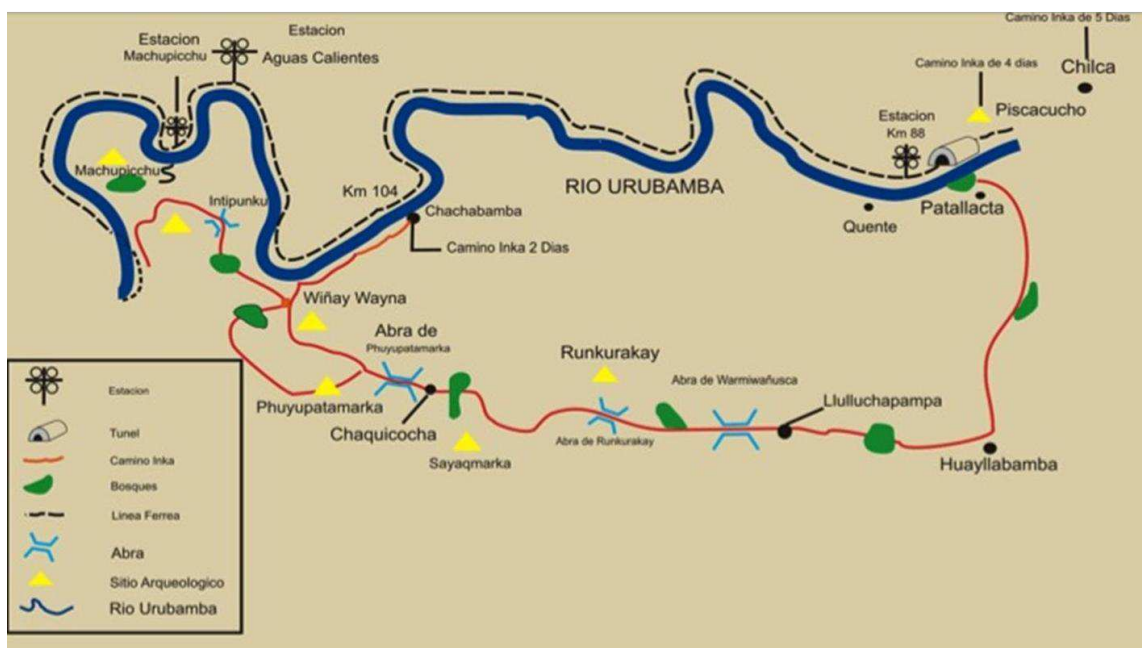 Camino Inka de 5 Dias
Chilca
Estacion
Machupicchu
Estacion
Aguas Calientes
Camino Inka de 4 dias
Piscacucho
Estacion
Km 88
Machupicchu
Intipunku
Km 104
Chachabamba
Camino Inka 2 Dias
RIO URUBAMBA
Quente
Patallacta
Wiñay Wayna
Abra de
Phuyupatamarka
Runkurakay
Abra de Warmiwañusca
Llulluchapampa
Phuyupatamarka
Chaquicocha
Sayaqmarka
Abra de Runkurakay
Huayllabamba
Estacion
Tunel
Camino Inka
Bosques
Linea Ferrea
Abra
Sitio Arqueologico
Rio Urubamba